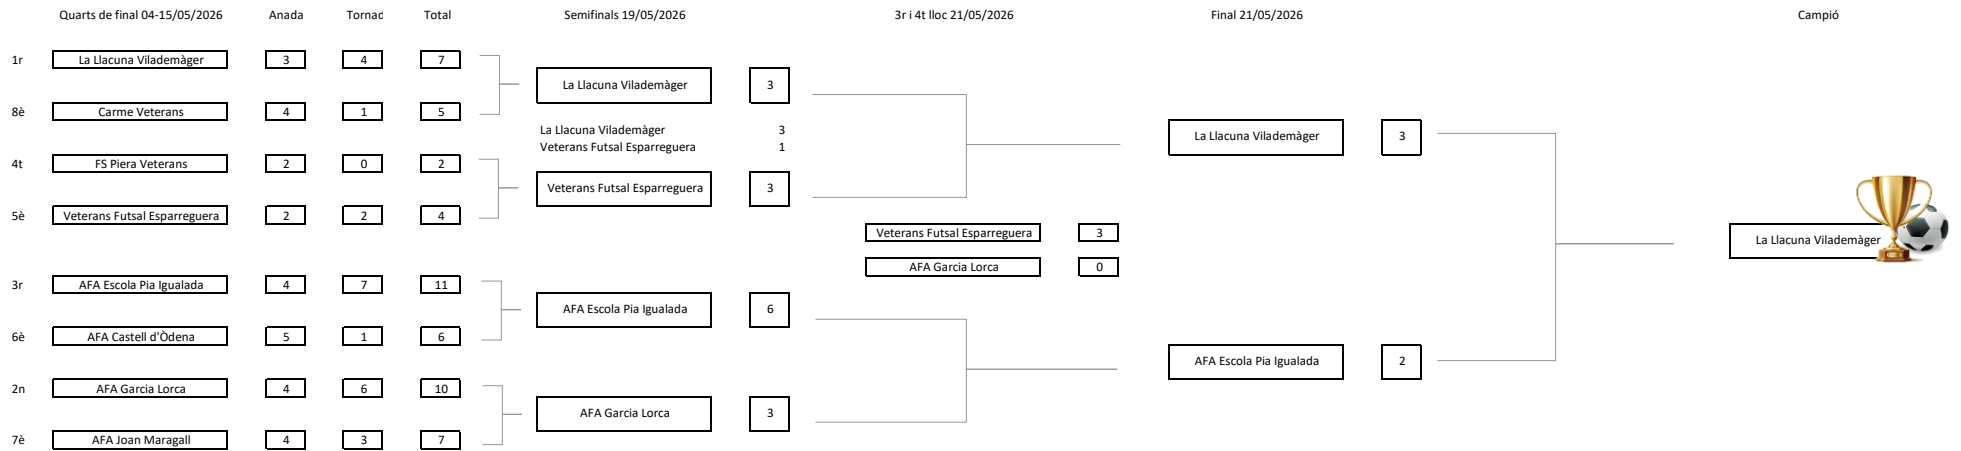 Quarts de final 04-15/05/2026 Anada Tornad Total Semifinals 19/05/2026 3r i 4t lloc 21/05/2026 Final 21/05/2026 Campió
1r La Llacuna Vilademàger 3 4 7
La Llacuna Vilademàger 3
8è Carme Veterans 4 1 5
La Llacuna Vilademàger 3
Veterans Futsal Esparreguera 1
La Llacuna Vilademàger 3
4t FS Piera Veterans 2 0 2
Veterans Futsal Esparreguera 3
5è Veterans Futsal Esparreguera 2 2 4
Veterans Futsal Esparreguera 3
La Llacuna Vilademàger
AFA Garcia Lorca 0
3r AFA Escola Pia Igualada 4 7 11
AFA Escola Pia Igualada 6
6è AFA Castell d'Òdena 5 1 6
AFA Escola Pia Igualada 2
2n AFA Garcia Lorca 4 6 10
AFA Garcia Lorca 3
7è AFA Joan Maragall 4 3 7